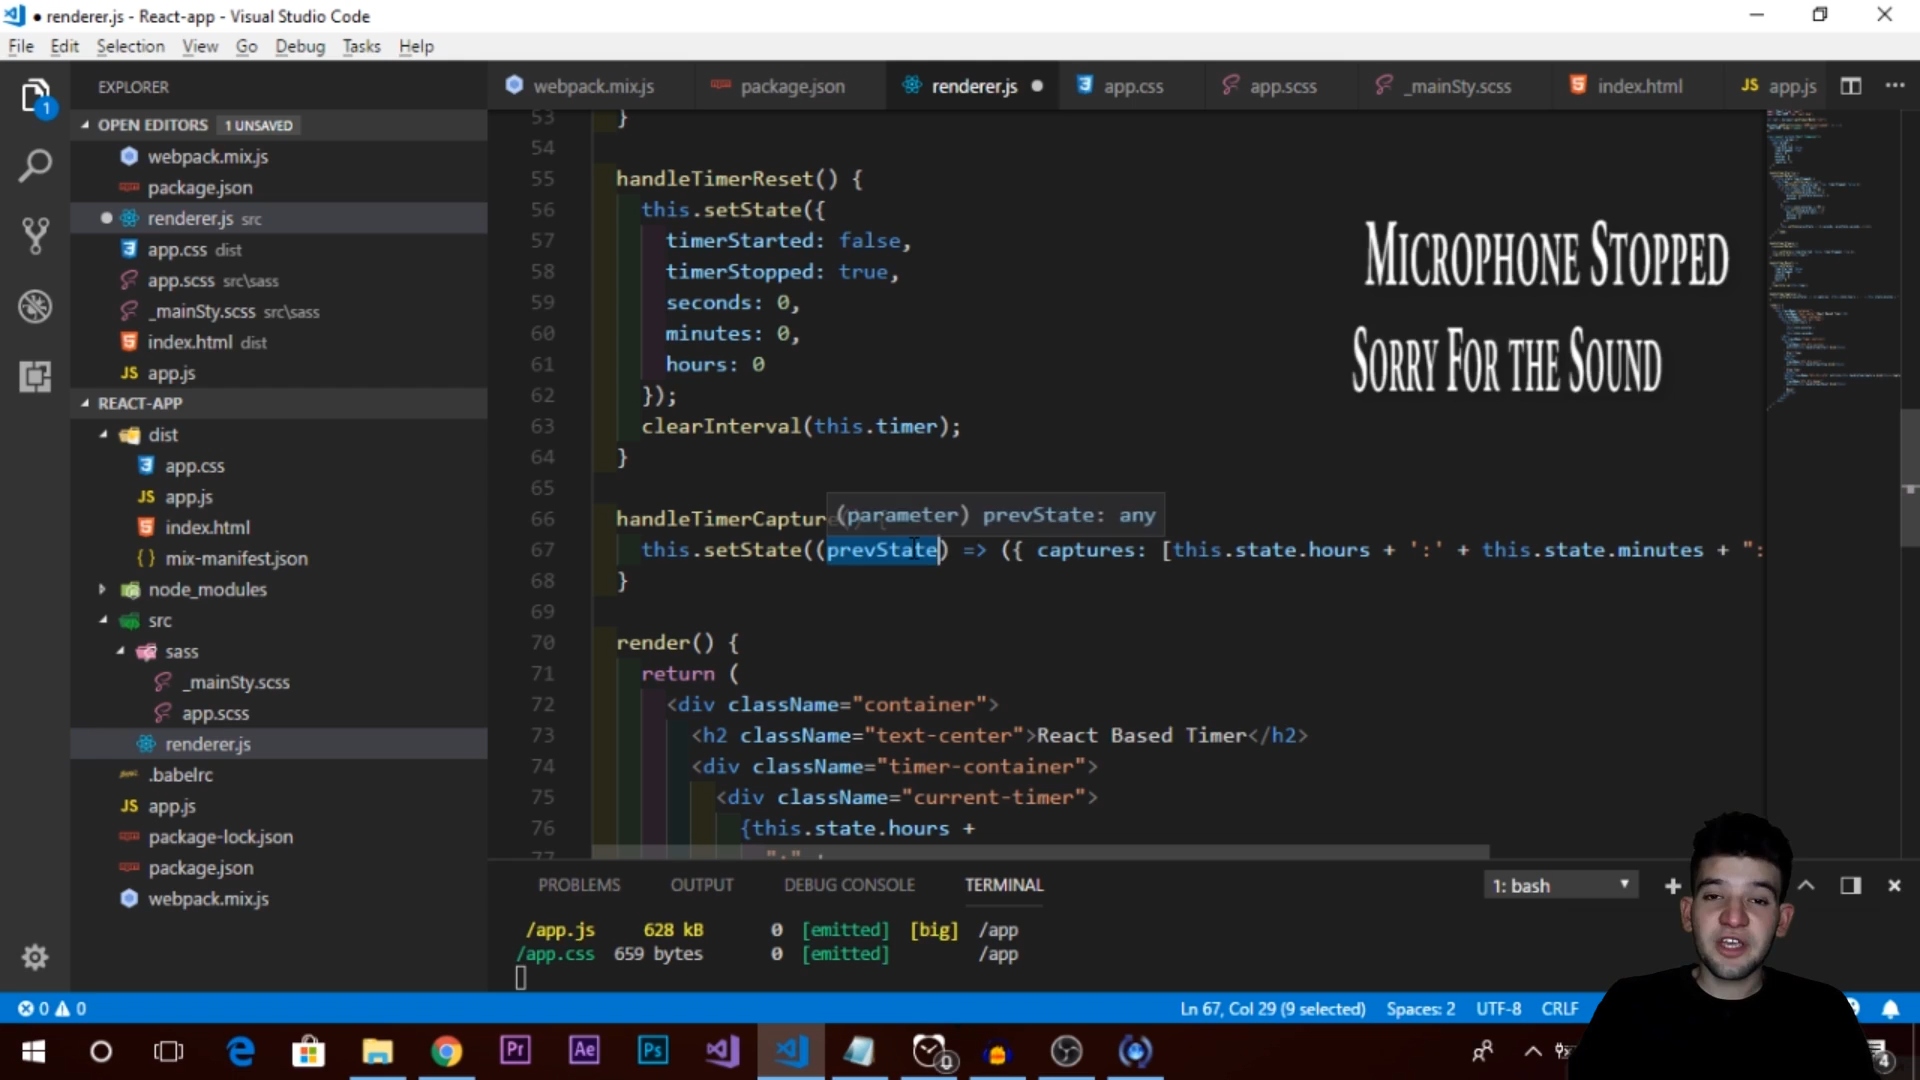 renderer.js - React-app - Visual Studio Code
File Edit Selection View Go Debug Tasks Help
EXPLORER
webpack.mix.js package.json renderer.js app.css app.scss _mainSty.scss index.html JS app.js
OPEN EDITORS 1 UNSAVED
webpack.mix.js
package.json
renderer.js src
app.css dist
app.scss src\sass
_mainSty.scss src\sass
index.html dist
JS app.js
REACT-APP
dist
app.css
JS app.js
index.html
{} mix-manifest.json
node_modules
src
sass
_mainSty.scss
app.scss
renderer.js
.babelrc
JS app.js
package-lock.json
package.json
webpack.mix.js
53 }
54
55 handleTimerReset() {
56 this.setState({
57 timerStarted: false,
58 timerStopped: true,
59 seconds: 0,
60 minutes: 0,
61 hours: 0
62 });
63 clearInterval(this.timer);
64 }
65
(parameter) prevState: any
66 handleTimerCaptur
67 this.setState((prevState) => ({ captures: [this.state.hours + ':' + this.state.minutes + ":
68 }
69
70 render() {
71 return (
72 <div className="container">
73 <h2 className="text-center">React Based Timer</h2>
74 <div className="timer-container">
75 <div className="current-timer">
76 {this.state.hours +
77
MICROPHONE STOPPED
SORRY FOR THE SOUND
PROBLEMS OUTPUT DEBUG CONSOLE TERMINAL 1: bash
/app.js 628 kB 0 [emitted] [big] /app
/app.css 659 bytes 0 [emitted] /app
0 0 Ln 67, Col 29 (9 selected) Spaces: 2 UTF-8 CRLF
Pr Ae Ps 0 4